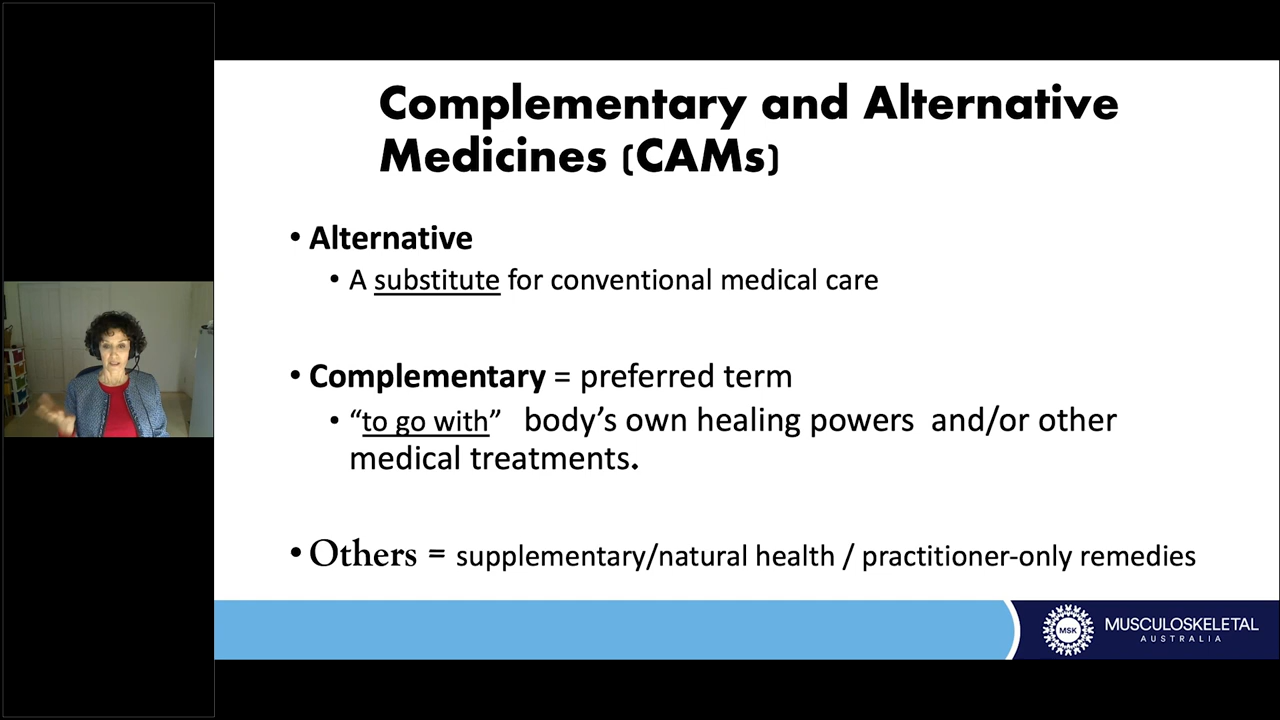 Complementary and Alternative
Medicines (CAMs)
• Alternative
• A substitute for conventional medical care
• Complementary = preferred term
• “to go with” body’s own healing powers and/or other
medical treatments.
• Others = supplementary/natural health / practitioner-only remedies
MSK
MUSCULOSKELETAL
AUSTRALIA